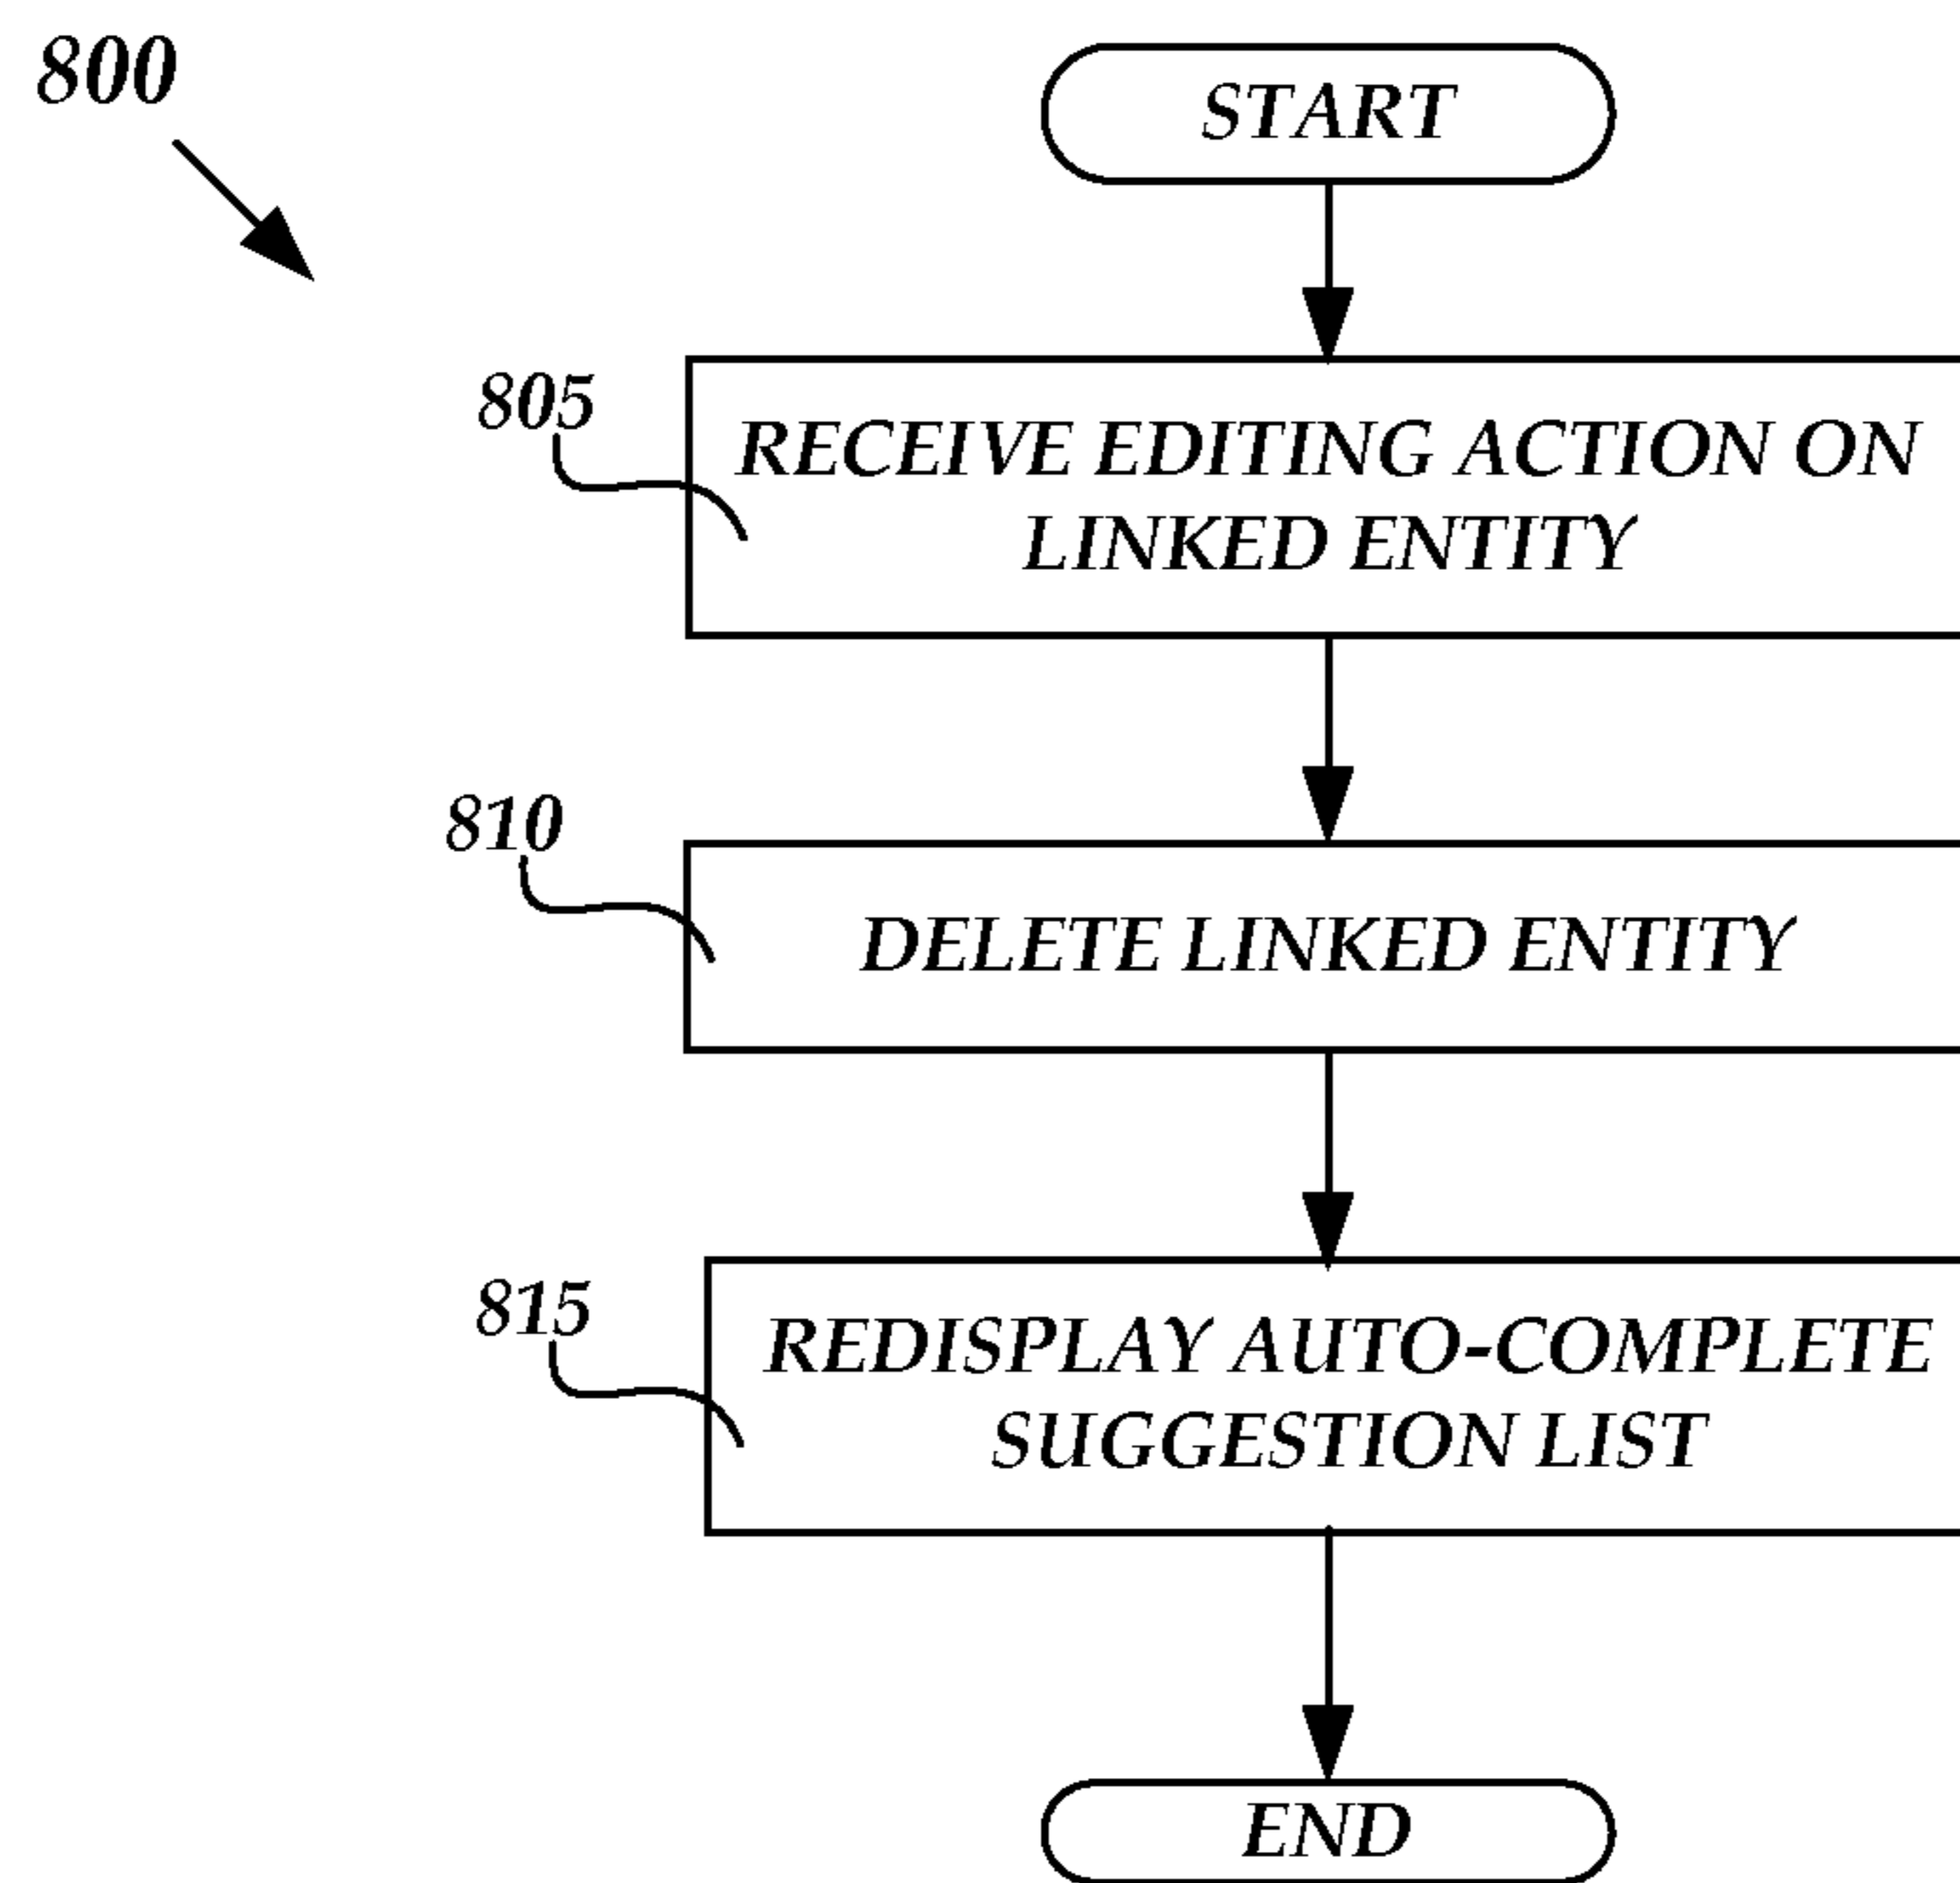 800
START
805
RECEIVE EDITING ACTION ON
LINKED ENTITY
810
DELETE LINKED ENTITY
815
REDISPLAY AUTO-COMPLETE
SUGGESTION LIST
END